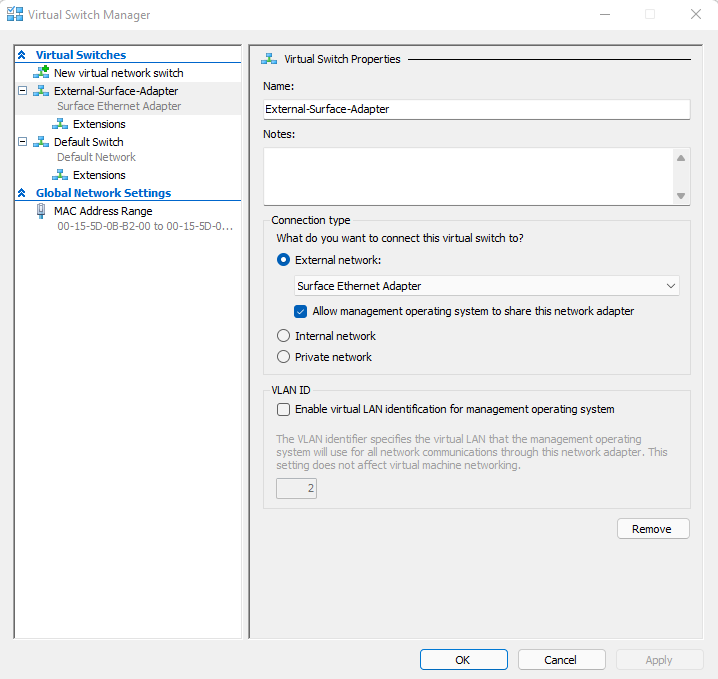 Virtual Switch Manager
Virtual Switches
New virtual network switch
External-Surface-Adapter
Surface Ethernet Adapter
Extensions
Default Switch
Default Network
Extensions
Global Network Settings
MAC Address Range
00-15-5D-0B-B2-00 to 00-15-5D-0...
Virtual Switch Properties
Name:
External-Surface-Adapter
Notes:
Connection type
What do you want to connect this virtual switch to?
External network:
Surface Ethernet Adapter
Allow management operating system to share this network adapter
Internal network
Private network
VLAN ID
Enable virtual LAN identification for management operating system
The VLAN identifier specifies the virtual LAN that the management operating
system will use for all network communications through this network adapter. This
setting does not affect virtual machine networking.
2
Remove
OK
Cancel
Apply